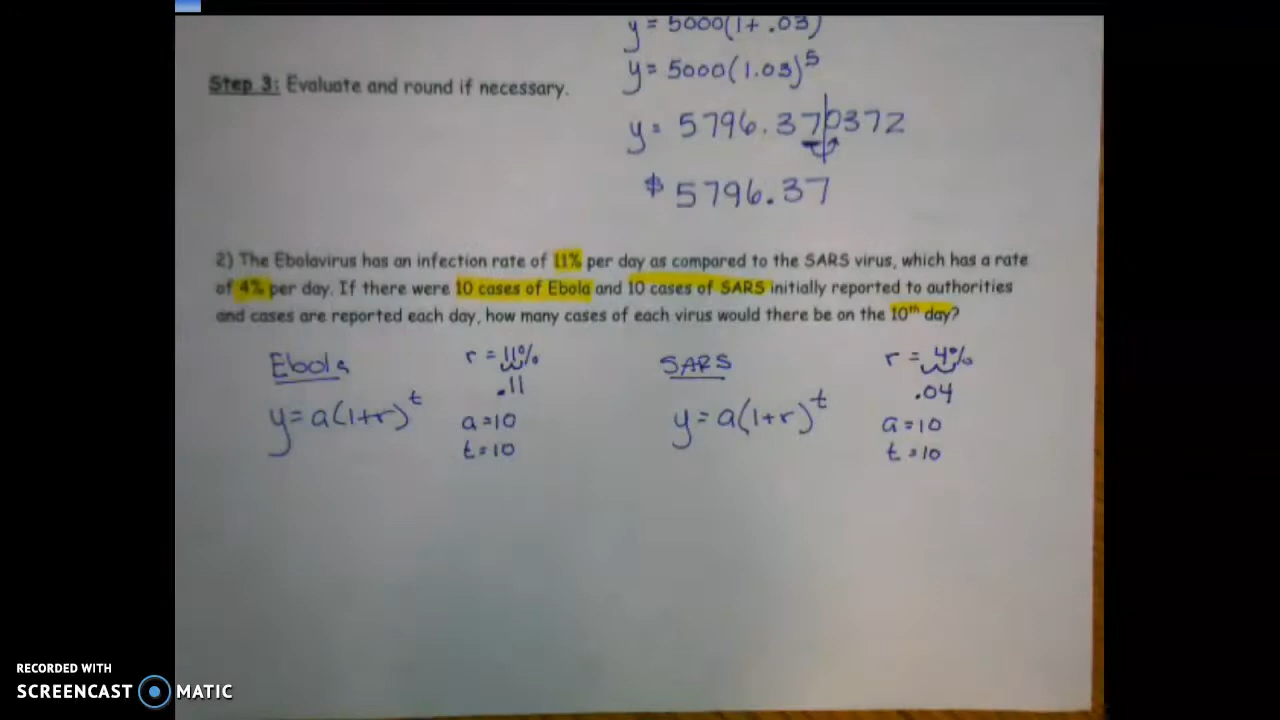 y = 5000(1+ .03)
y = 5000(1.03)^5
Step 3: Evaluate and round if necessary.
y = 5796.370372
$ 5796.37
2) The Ebolavirus has an infection rate of 11% per day as compared to the SARS virus, which has a rate
of 4% per day. If there were 10 cases of Ebola and 10 cases of SARS initially reported to authorities
and cases are reported each day, how many cases of each virus would there be on the 10th day?
Ebola
r = 11%
.11
y = a(1+r)^t
a = 10
t = 10
SARS
r = 4%
.04
y = a(1+r)^t
a = 10
t = 10
RECORDED WITH
SCREENCAST MATIC